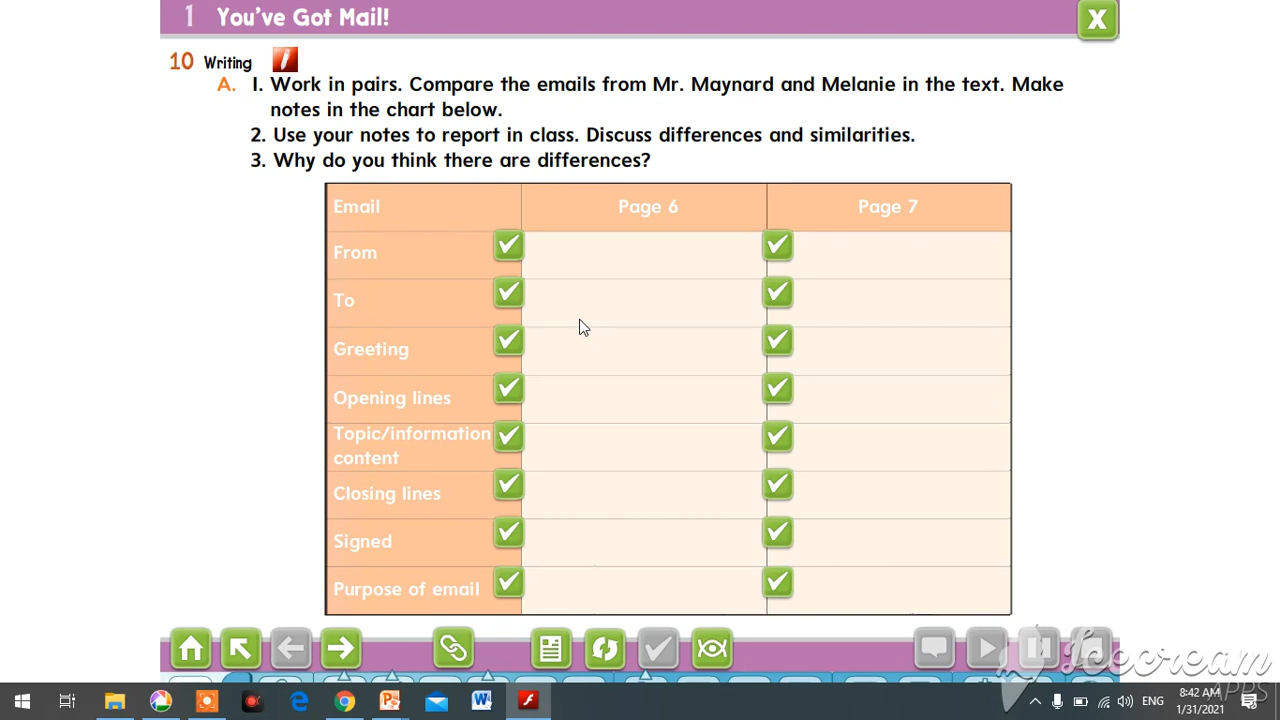 1 You've Got Mail!
X
10 Writing
A. 1. Work in pairs. Compare the emails from Mr. Maynard and Melanie in the text. Make
notes in the chart below.
2. Use your notes to report in class. Discuss differences and similarities.
3. Why do you think there are differences?
Email Page 6 Page 7
From
To
Greeting
Opening lines
Topic/information
content
Closing lines
Signed
Purpose of email
Icecream
APPS
ENG
8:42 AM
1/31/2021